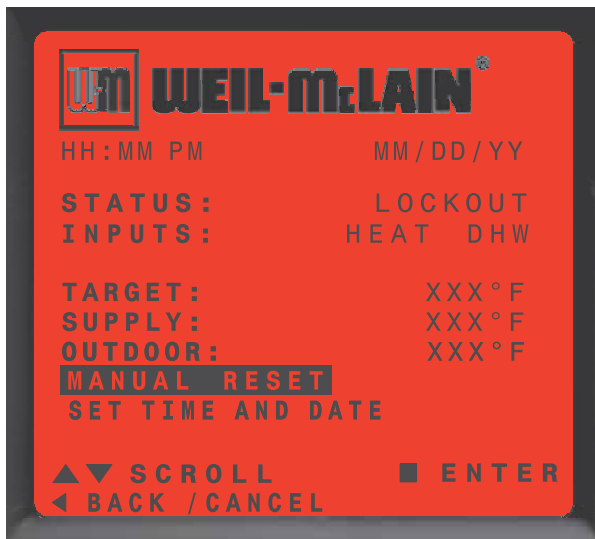 WM WEIL-McLAIN®
HH:MM PM MM/DD/YY
STATUS: LOCKOUT
INPUTS: HEAT DHW
TARGET: XXX°F
SUPPLY: XXX°F
OUTDOOR: XXX°F
MANUAL RESET
SET TIME AND DATE
▲▼ SCROLL ■ ENTER
◀ BACK /CANCEL